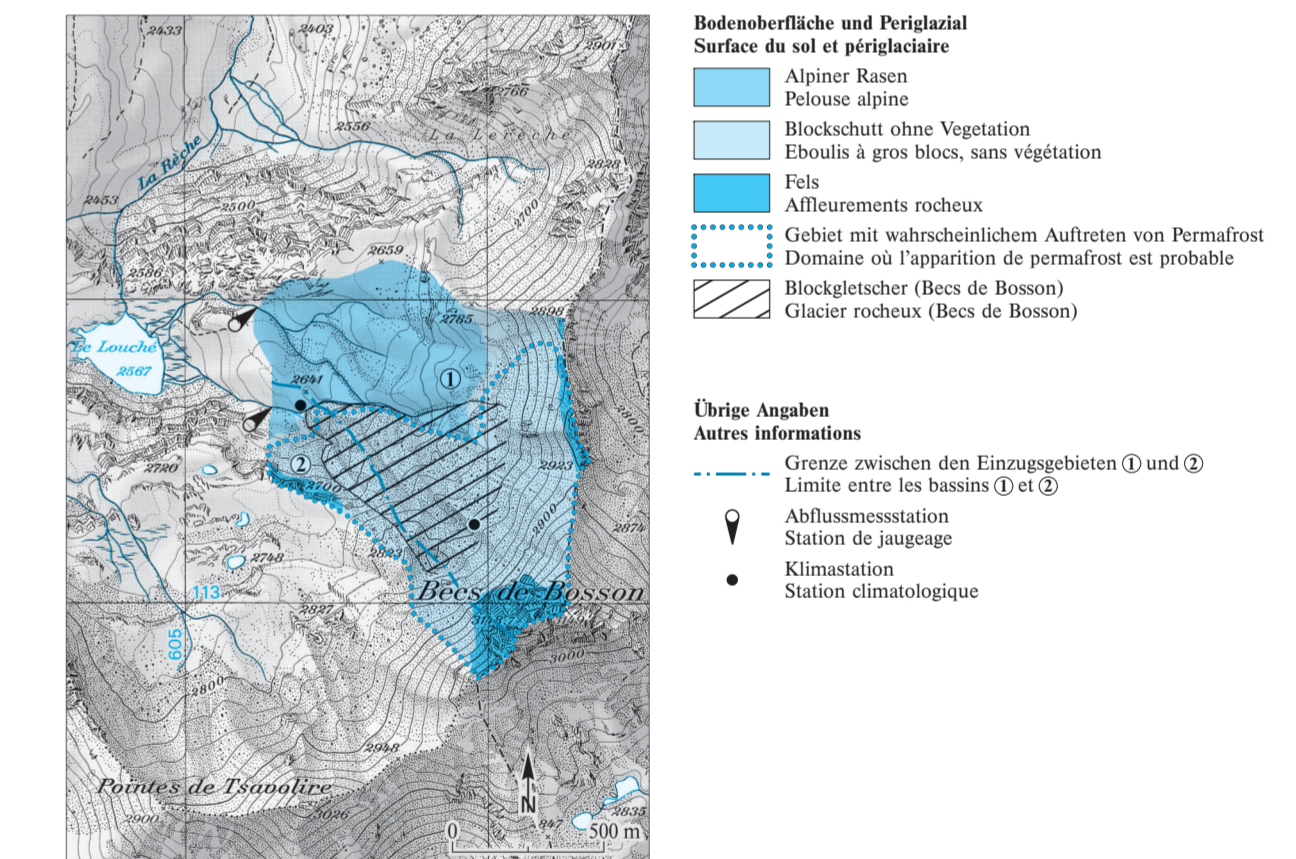 2433
2403
2901
2766
2556
La Lerèche
2828
La Rèche
2453
2500
2700
2659
2586
2898
2785
Le Louché
2567
2641
1
2800
2720
2
2700
2923
2900
2874
2823
2748
113
Becs de Bosson
2827
605
3000
2800
2948
Pointes de Tsavolire
3026
2900
N
2835
847
0 500 m
Bodenoberfläche und Periglazial
Surface du sol et périglaciaire
Alpiner Rasen
Pelouse alpine
Blockschutt ohne Vegetation
Eboulis à gros blocs, sans végétation
Fels
Affleurements rocheux
Gebiet mit wahrscheinlichem Auftreten von Permafrost
Domaine où l'apparition de permafrost est probable
Blockgletscher (Becs de Bosson)
Glacier rocheux (Becs de Bosson)
Übrige Angaben
Autres informations
Grenze zwischen den Einzugsgebieten ① und ②
Limite entre les bassins ① et ②
Abflussmessstation
Station de jaugeage
Klimastation
Station climatologique